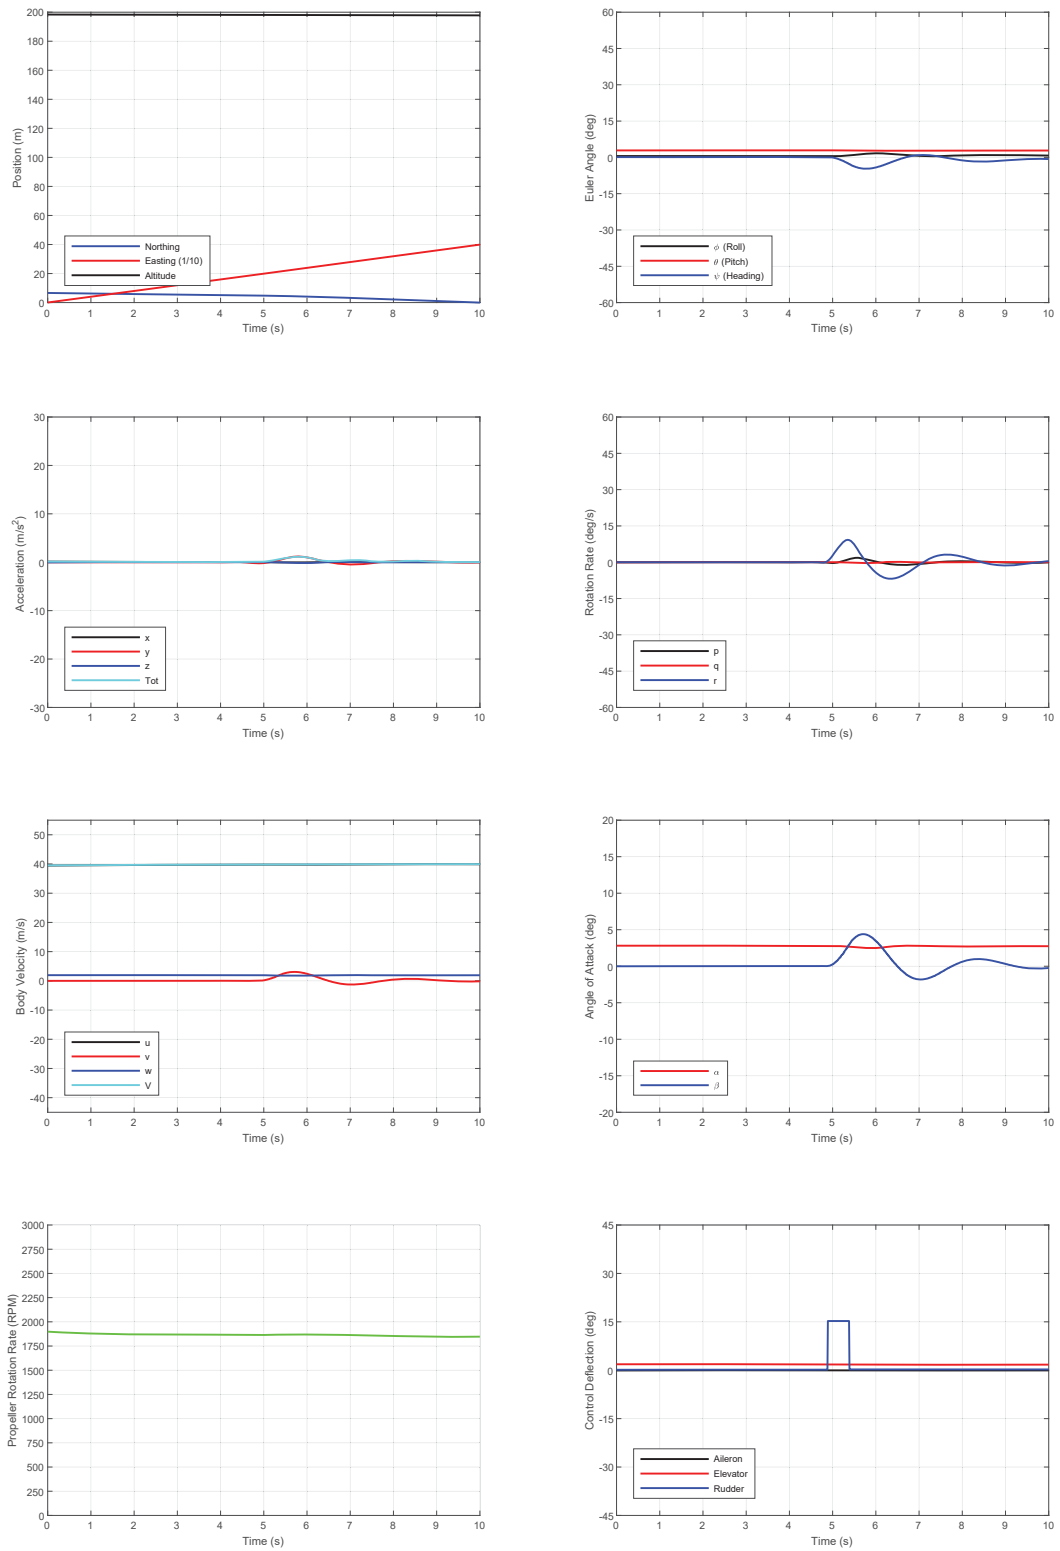 200
180
160
140
120
100
80
60
40
20
0
Position (m)
Northing
Easting (1/10)
Altitude
0 1 2 3 4 5 6 7 8 9 10
Time (s)
60
45
30
15
0
-15
-30
-45
-60
Euler Angle (deg)
ϕ (Roll)
θ (Pitch)
ψ (Heading)
0 1 2 3 4 5 6 7 8 9 10
Time (s)
30
20
10
0
-10
-20
-30
Acceleration (m/s²)
x
y
z
Tot
0 1 2 3 4 5 6 7 8 9 10
Time (s)
60
45
30
15
0
-15
-30
-45
-60
Rotation Rate (deg/s)
p
q
r
0 1 2 3 4 5 6 7 8 9 10
Time (s)
50
40
30
20
10
0
-10
-20
-30
-40
Body Velocity (m/s)
u
v
w
V
0 1 2 3 4 5 6 7 8 9 10
Time (s)
20
15
10
5
0
-5
-10
-15
-20
Angle of Attack (deg)
α
β
0 1 2 3 4 5 6 7 8 9 10
Time (s)
3000
2750
2500
2250
2000
1750
1500
1250
1000
750
500
250
0
Propeller Rotation Rate (RPM)
0 1 2 3 4 5 6 7 8 9 10
Time (s)
45
30
15
0
-15
-30
-45
Control Deflection (deg)
Aileron
Elevator
Rudder
0 1 2 3 4 5 6 7 8 9 10
Time (s)